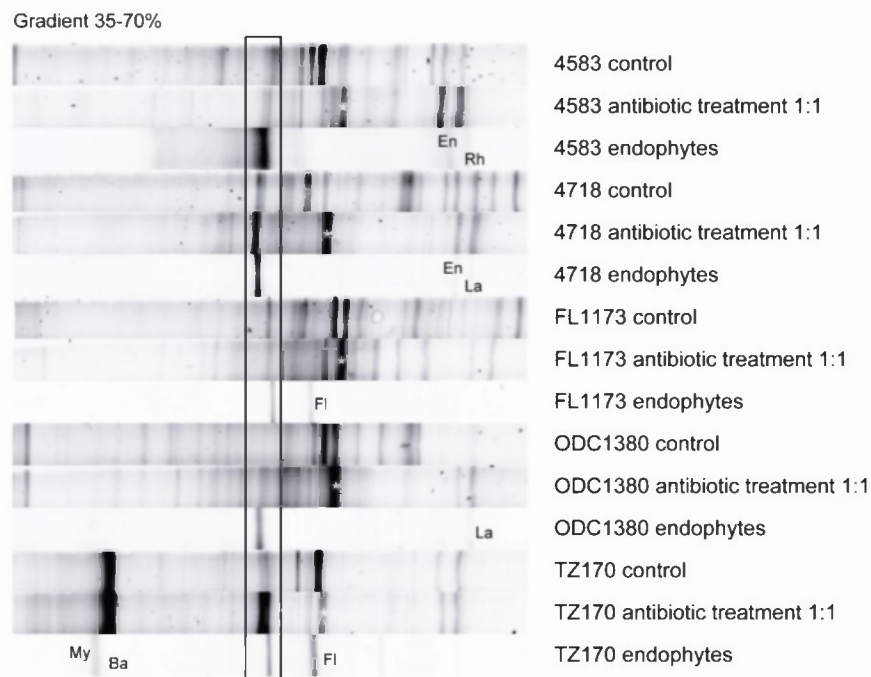 Gradient 35-70%
4583 control
4583 antibiotic treatment 1:1
*
4583 endophytes
En
Rh
4718 control
4718 antibiotic treatment 1:1
*
4718 endophytes
En
La
FL1173 control
FL1173 antibiotic treatment 1:1
*
FL1173 endophytes
Fl
ODC1380 control
ODC1380 antibiotic treatment 1:1
*
ODC1380 endophytes
La
TZ170 control
TZ170 antibiotic treatment 1:1
*
TZ170 endophytes
My
Ba
Fl